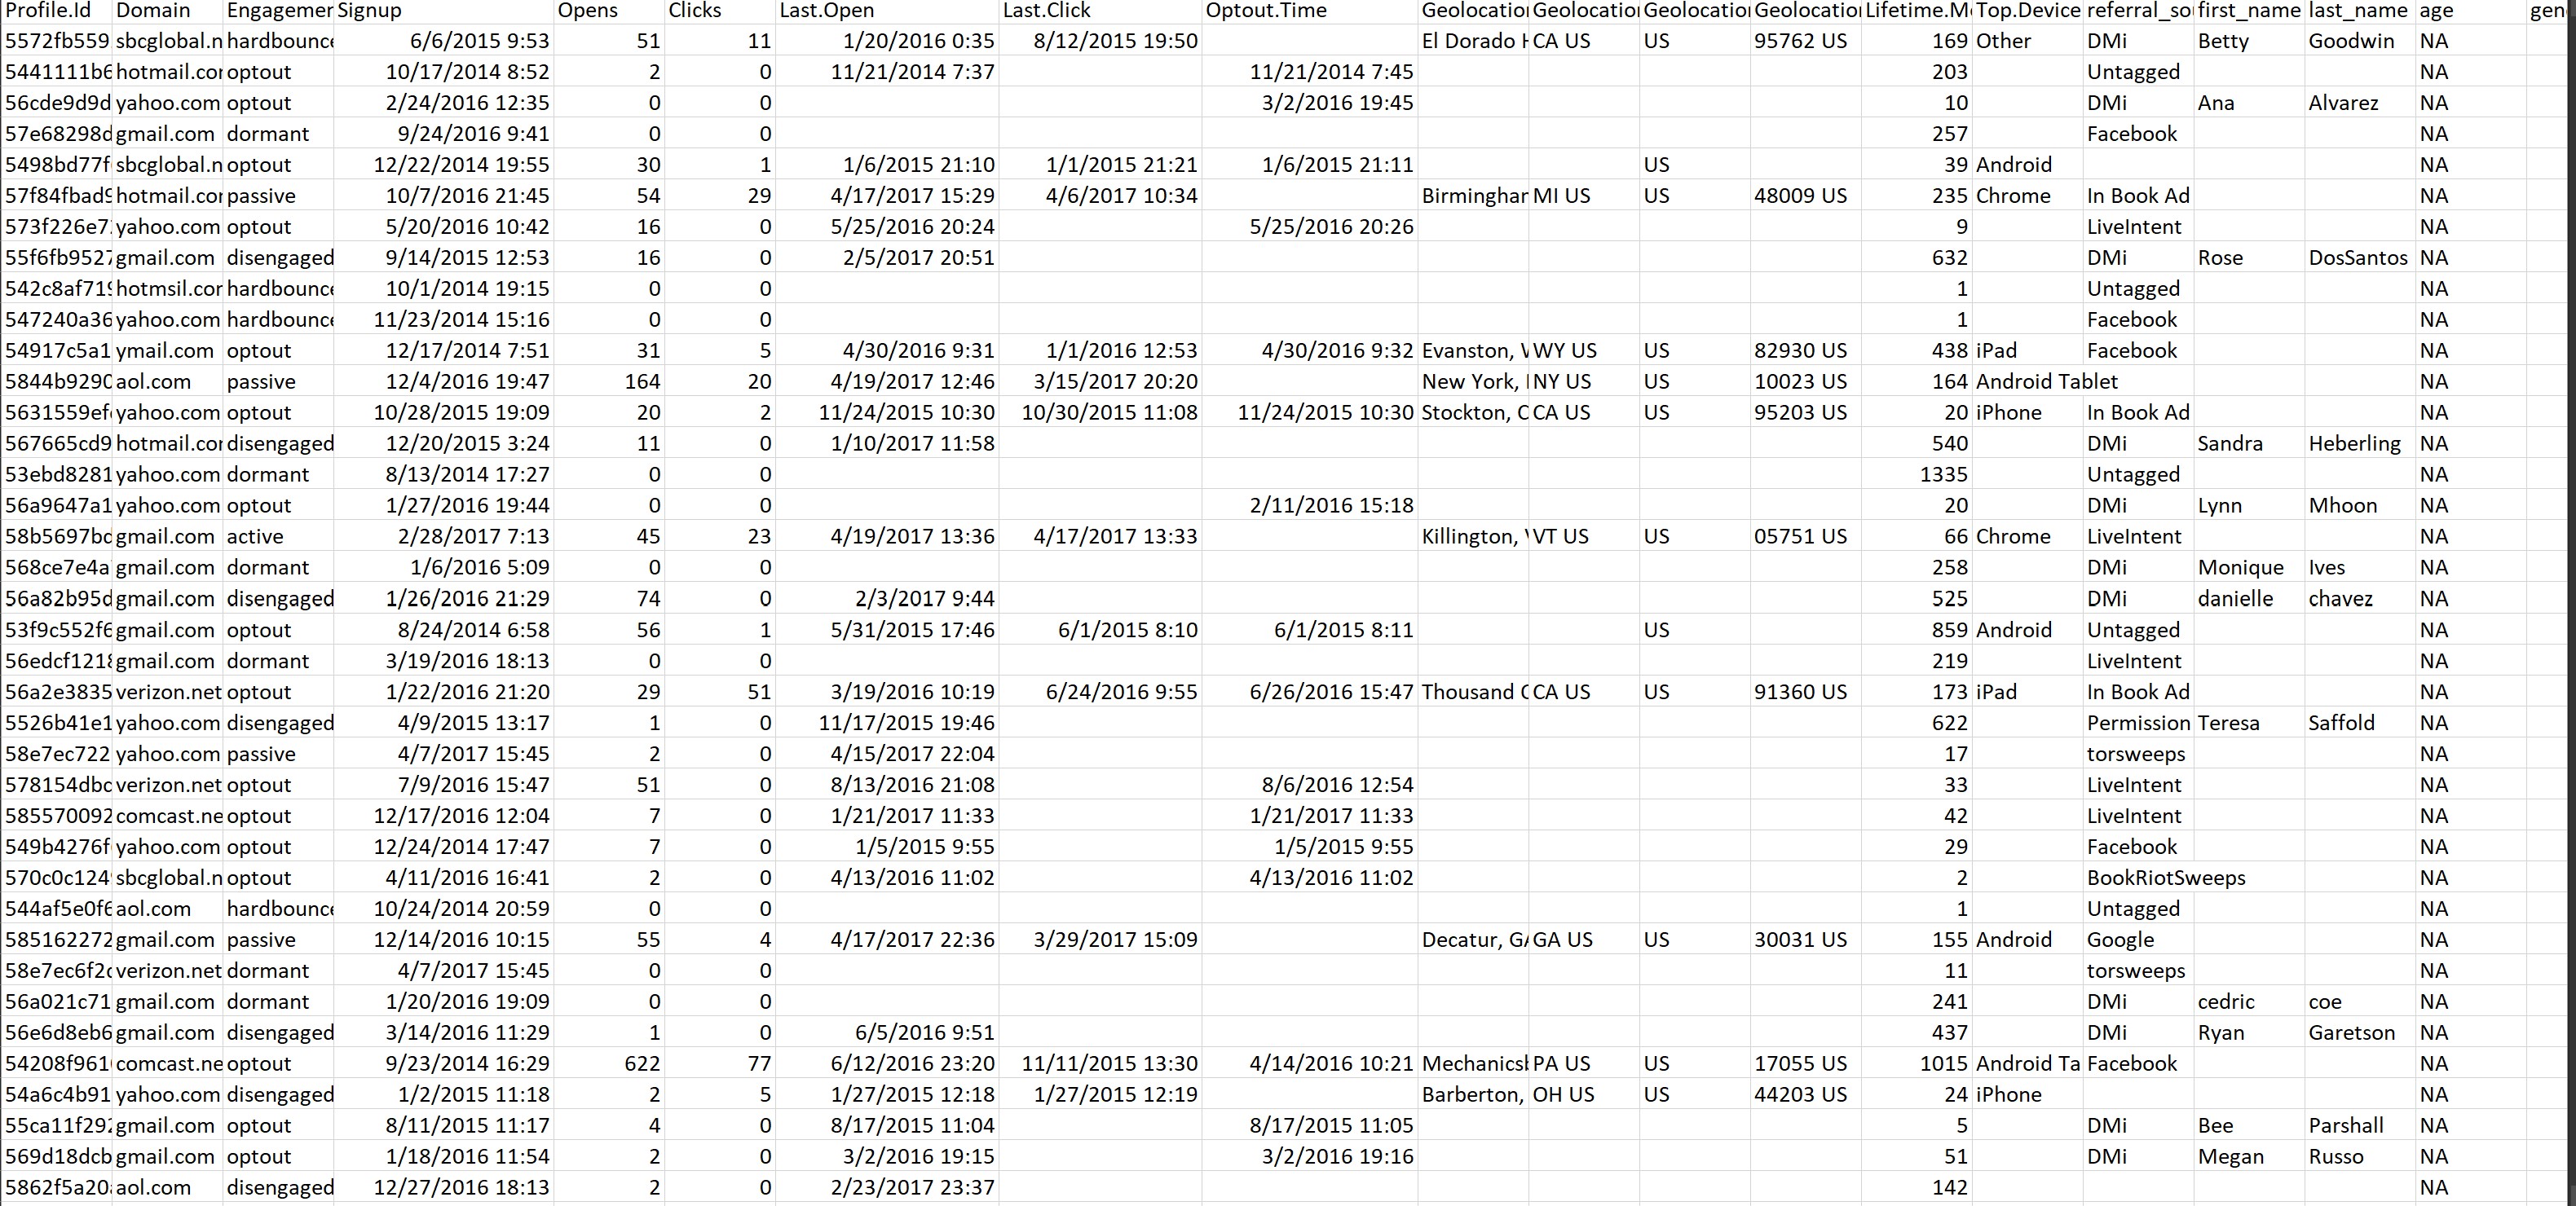 Profile.Id Domain Engagemen Signup Opens Clicks Last.Open Last.Click Optout.Time Geolocation Geolocation Geolocation Geolocation Lifetime.Me Top.Device referral_sou first_name last_name age gen
5572fb559 sbcglobal.n hardbounce 6/6/2015 9:53 51 11 1/20/2016 0:35 8/12/2015 19:50 El Dorado H CA US US 95762 US 169 Other DMi Betty Goodwin NA
5441111b6 hotmail.cor optout 10/17/2014 8:52 2 0 11/21/2014 7:37 11/21/2014 7:45 203 Untagged NA
56cde9d9d yahoo.com optout 2/24/2016 12:35 0 0 3/2/2016 19:45 10 DMi Ana Alvarez NA
57e68298d gmail.com dormant 9/24/2016 9:41 0 0 257 Facebook NA
5498bd77f sbcglobal.n optout 12/22/2014 19:55 30 1 1/6/2015 21:10 1/1/2015 21:21 1/6/2015 21:11 US 39 Android NA
57f84fbad9 hotmail.cor passive 10/7/2016 21:45 54 29 4/17/2017 15:29 4/6/2017 10:34 Birminghar MI US US 48009 US 235 Chrome In Book Ad NA
573f226e7 yahoo.com optout 5/20/2016 10:42 16 0 5/25/2016 20:24 5/25/2016 20:26 9 LiveIntent NA
55f6fb9527 gmail.com disengaged 9/14/2015 12:53 16 0 2/5/2017 20:51 632 DMi Rose DosSantos NA
542c8af719 hotmsil.cor hardbounce 10/1/2014 19:15 0 0 1 Untagged NA
547240a36 yahoo.com hardbounce 11/23/2014 15:16 0 0 1 Facebook NA
54917c5a1 ymail.com optout 12/17/2014 7:51 31 5 4/30/2016 9:31 1/1/2016 12:53 4/30/2016 9:32 Evanston, W WY US US 82930 US 438 iPad Facebook NA
5844b9290 aol.com passive 12/4/2016 19:47 164 20 4/19/2017 12:46 3/15/2017 20:20 New York, NY US US 10023 US 164 Android Tablet NA
5631559ef yahoo.com optout 10/28/2015 19:09 20 2 11/24/2015 10:30 10/30/2015 11:08 11/24/2015 10:30 Stockton, C CA US US 95203 US 20 iPhone In Book Ad NA
567665cd9 hotmail.cor disengaged 12/20/2015 3:24 11 0 1/10/2017 11:58 540 DMi Sandra Heberling NA
53ebd8281 yahoo.com dormant 8/13/2014 17:27 0 0 1335 Untagged NA
56a9647a1 yahoo.com optout 1/27/2016 19:44 0 0 2/11/2016 15:18 20 DMi Lynn Mhoon NA
58b5697bd gmail.com active 2/28/2017 7:13 45 23 4/19/2017 13:36 4/17/2017 13:33 Killington, VT US US 05751 US 66 Chrome LiveIntent NA
568ce7e4a gmail.com dormant 1/6/2016 5:09 0 0 258 DMi Monique Ives NA
56a82b95d gmail.com disengaged 1/26/2016 21:29 74 0 2/3/2017 9:44 525 DMi danielle chavez NA
53f9c552f6 gmail.com optout 8/24/2014 6:58 56 1 5/31/2015 17:46 6/1/2015 8:10 6/1/2015 8:11 US 859 Android Untagged NA
56edcf1218 gmail.com dormant 3/19/2016 18:13 0 0 219 LiveIntent NA
56a2e3835 verizon.net optout 1/22/2016 21:20 29 51 3/19/2016 10:19 6/24/2016 9:55 6/26/2016 15:47 Thousand O CA US US 91360 US 173 iPad In Book Ad NA
5526b41e1 yahoo.com disengaged 4/9/2015 13:17 1 0 11/17/2015 19:46 622 Permission Teresa Saffold NA
58e7ec722 yahoo.com passive 4/7/2017 15:45 2 0 4/15/2017 22:04 17 torsweeps NA
578154dbc verizon.net optout 7/9/2016 15:47 51 0 8/13/2016 21:08 8/6/2016 12:54 33 LiveIntent NA
585570092 comcast.ne optout 12/17/2016 12:04 7 0 1/21/2017 11:33 1/21/2017 11:33 42 LiveIntent NA
549b4276f yahoo.com optout 12/24/2014 17:47 7 0 1/5/2015 9:55 1/5/2015 9:55 29 Facebook NA
570c0c124 sbcglobal.n optout 4/11/2016 16:41 2 0 4/13/2016 11:02 4/13/2016 11:02 2 BookRiotSweeps NA
544af5e0f6 aol.com hardbounce 10/24/2014 20:59 0 0 1 Untagged NA
585162272 gmail.com passive 12/14/2016 10:15 55 4 4/17/2017 22:36 3/29/2017 15:09 Decatur, GA GA US US 30031 US 155 Android Google NA
58e7ec6f2c verizon.net dormant 4/7/2017 15:45 0 0 11 torsweeps NA
56a021c71 gmail.com dormant 1/20/2016 19:09 0 0 241 DMi cedric coe NA
56e6d8eb6 gmail.com disengaged 3/14/2016 11:29 1 0 6/5/2016 9:51 437 DMi Ryan Garetson NA
54208f961 comcast.ne optout 9/23/2014 16:29 622 77 6/12/2016 23:20 11/11/2015 13:30 4/14/2016 10:21 Mechanicsb PA US US 17055 US 1015 Android Ta Facebook NA
54a6c4b91 yahoo.com disengaged 1/2/2015 11:18 2 5 1/27/2015 12:18 1/27/2015 12:19 Barberton, OH US US 44203 US 24 iPhone NA
55ca11f292 gmail.com optout 8/11/2015 11:17 4 0 8/17/2015 11:04 8/17/2015 11:05 5 DMi Bee Parshall NA
569d18dcb gmail.com optout 1/18/2016 11:54 2 0 3/2/2016 19:15 3/2/2016 19:16 51 DMi Megan Russo NA
5862f5a20 aol.com disengaged 12/27/2016 18:13 2 0 2/23/2017 23:37 142 NA